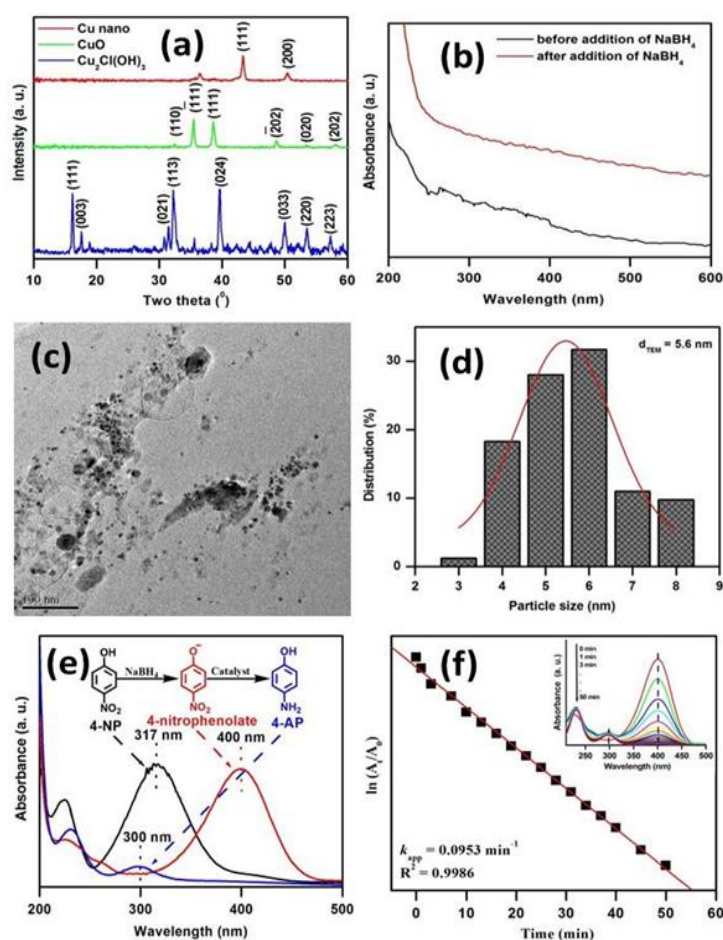 (a)
Cu nano
CuO
Cu2Cl(OH)3
(111)
(200)
(110)
(111)
(111)
(202)
(020)
(202)
(111)
(003)
(021)
(113)
(024)
(033)
(220)
(223)
Intensity (a. u.)
10 20 30 40 50 60
Two theta (0)
(b)
before addition of NaBH4
after addition of NaBH4
Absorbance (a. u.)
200 300 400 500 600
Wavelength (nm)
(c)
100 nm
(d)
dTEM = 5.6 nm
Distribution (%)
30
20
10
0
2 3 4 5 6 7 8 9
Particle size (nm)
(e)
OH
NO2
4-NP
317 nm
NaBH4
O-
NO2
4-nitrophenolate
400 nm
Catalyst
OH
NH2
4-AP
300 nm
Absorbance (a. u.)
200 300 400 500
Wavelength (nm)
(f)
0 min
1 min
3 min
50 min
Absorbance (a. u.)
250 300 350 400 450 500
Wavelength (nm)
ln (At/A0)
kapp = 0.0953 min-1
R2 = 0.9986
0 10 20 30 40 50 60
Time (min)